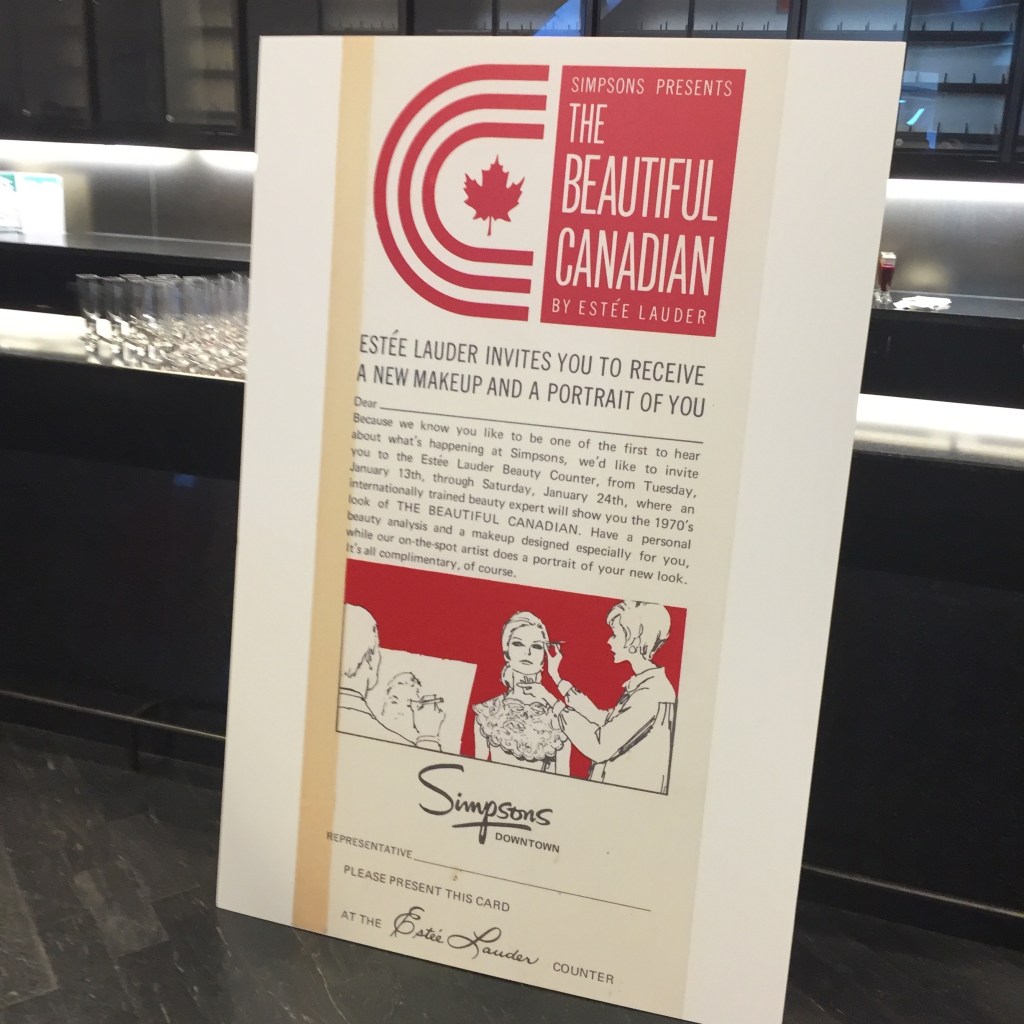 SIMPSONS PRESENTS
THE
BEAUTIFUL
CANADIAN
BY ESTÉE LAUDER
ESTÉE LAUDER INVITES YOU TO RECEIVE
A NEW MAKEUP AND A PORTRAIT OF YOU
Dear
Because we know you like to be one of the first to hear
about what's happening at Simpsons, we'd like to invite
you to the Estée Lauder Beauty Counter, from Tuesday,
January 13th, through Saturday, January 24th, where an
internationally trained beauty expert will show you the 1970's
look of THE BEAUTIFUL CANADIAN. Have a personal
beauty analysis and a makeup designed especially for you,
while our on-the-spot artist does a portrait of your new look.
It's all complimentary, of course.
Simpsons
DOWNTOWN
REPRESENTATIVE
PLEASE PRESENT THIS CARD
AT THE Estée Lauder COUNTER